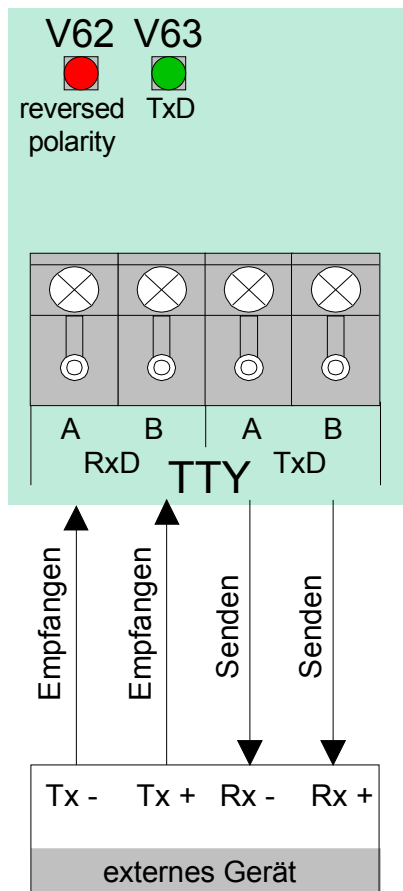 V62 V63
reversed polarity TxD
A B A B
RxD TTY TxD
Empfangen Empfangen Senden Senden
Tx - Tx + Rx - Rx +
externes Gerät